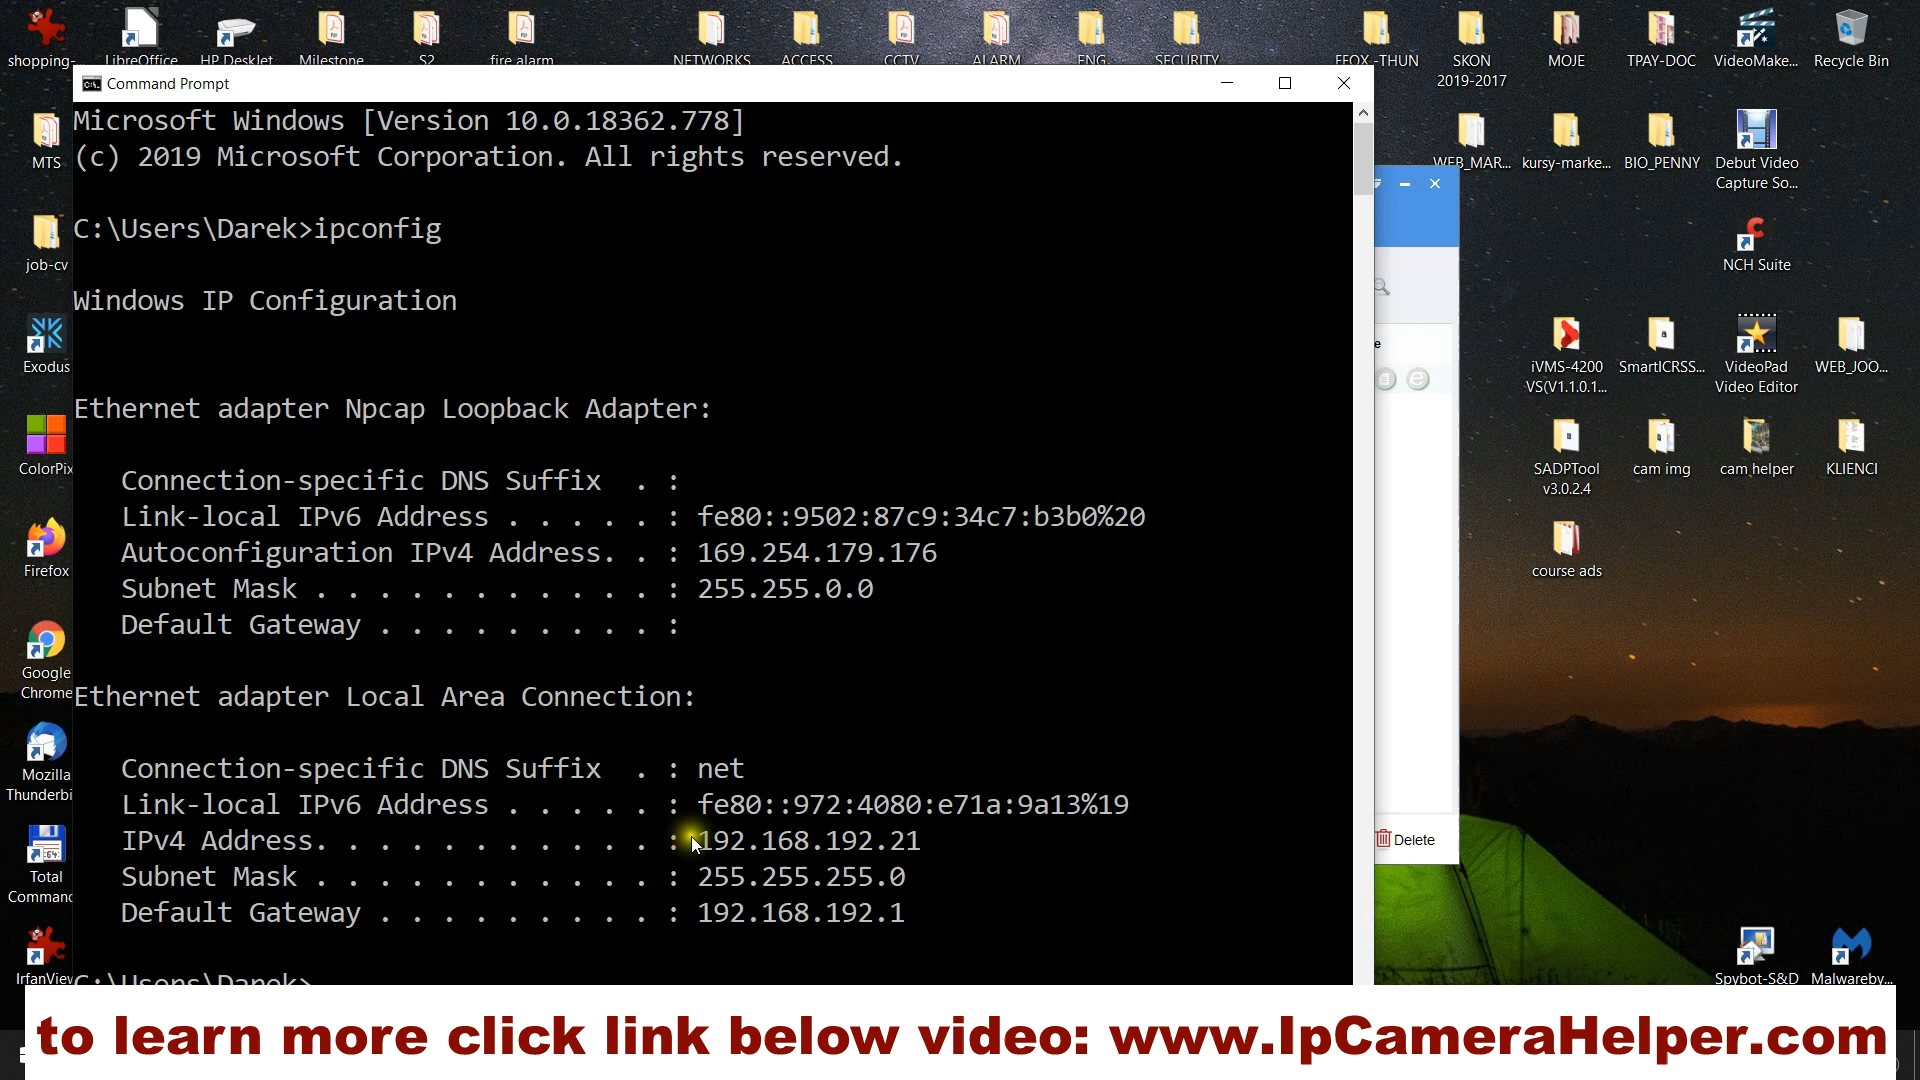 shopping-
LibreOffice
HP DeskJet
Milestone
S2
fire alarm
NETWORKS
ACCESS
CCTV
ALARM
ENG
SECURITY
SKON
2019-2017
MOJE
TPAY-DOC
VideoMake...
Recycle Bin
Command Prompt
Microsoft Windows [Version 10.0.18362.778]
(c) 2019 Microsoft Corporation. All rights reserved.
C:\Users\Darek>ipconfig
Windows IP Configuration
Ethernet adapter Npcap Loopback Adapter:
Connection-specific DNS Suffix  . :
Link-local IPv6 Address . . . . . : fe80::9502:87c9:34c7:b3b0%20
Autoconfiguration IPv4 Address. . : 169.254.179.176
Subnet Mask . . . . . . . . . . . : 255.255.0.0
Default Gateway . . . . . . . . . :
Ethernet adapter Local Area Connection:
Connection-specific DNS Suffix  . : net
Link-local IPv6 Address . . . . . : fe80::972:4080:e71a:9a13%19
IPv4 Address. . . . . . . . . . . : 192.168.192.21
Subnet Mask . . . . . . . . . . . : 255.255.255.0
Default Gateway . . . . . . . . . : 192.168.192.1
C:\Users\Darek>
MTS
job-cv
Exodus
ColorPix
Firefox
Google
Chrome
Mozilla
Thunderbi
Total
Command
IrfanView
WEB_MAR...
kursy-marke...
BIO_PENNY
Debut Video
Capture So...
NCH Suite
iVMS-4200
VS(V1.1.0.1...
SmartICRSS...
VideoPad
Video Editor
WEB_JOO...
SADPTool
v3.0.2.4
cam img
cam helper
KLIENCI
course ads
e
Delete
Spybot-S&D
Malwareby...
to learn more click link below video: www.IpCameraHelper.com